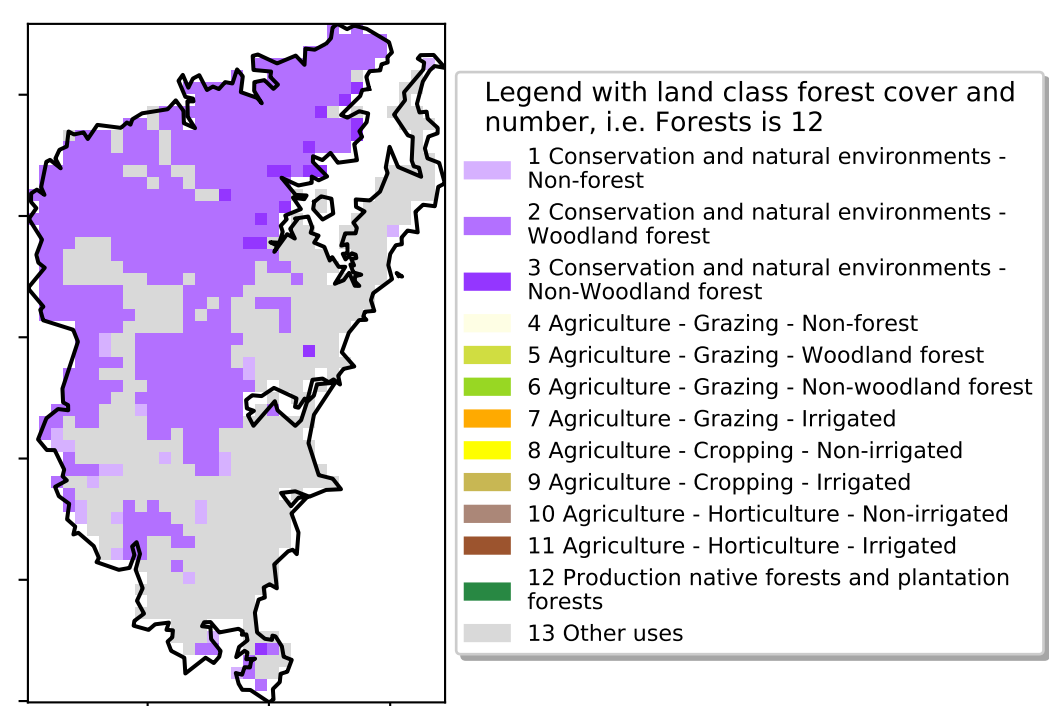 Legend with land class forest cover and
number, i.e. Forests is 12
1 Conservation and natural environments -
Non-forest
2 Conservation and natural environments -
Woodland forest
3 Conservation and natural environments -
Non-Woodland forest
4 Agriculture - Grazing - Non-forest
5 Agriculture - Grazing - Woodland forest
6 Agriculture - Grazing - Non-woodland forest
7 Agriculture - Grazing - Irrigated
8 Agriculture - Cropping - Non-irrigated
9 Agriculture - Cropping - Irrigated
10 Agriculture - Horticulture - Non-irrigated
11 Agriculture - Horticulture - Irrigated
12 Production native forests and plantation
forests
13 Other uses